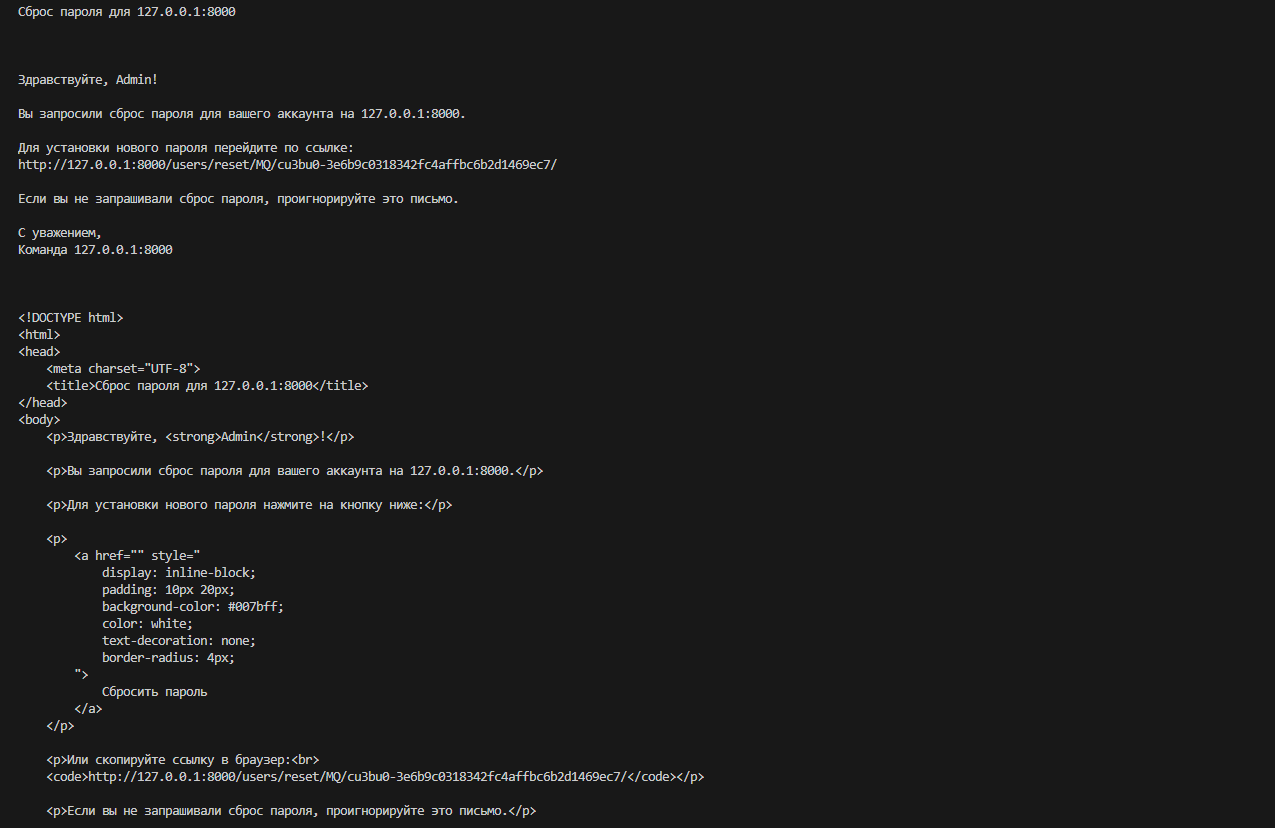 Сброс пароля для 127.0.0.1:8000
Здравствуйте, Admin!
Вы запросили сброс пароля для вашего аккаунта на 127.0.0.1:8000.
Для установки нового пароля перейдите по ссылке:
http://127.0.0.1:8000/users/reset/MQ/cu3bu0-3e6b9c0318342fc4affbc6b2d1469ec7/
Если вы не запрашивали сброс пароля, проигнорируйте это письмо.
С уважением,
Команда 127.0.0.1:8000
<!DOCTYPE html>
<html>
<head>
    <meta charset="UTF-8">
    <title>Сброс пароля для 127.0.0.1:8000</title>
</head>
<body>
    <p>Здравствуйте, <strong>Admin</strong>!</p>
    <p>Вы запросили сброс пароля для вашего аккаунта на 127.0.0.1:8000.</p>
    <p>Для установки нового пароля нажмите на кнопку ниже:</p>
    <p>
        <a href="" style="
            display: inline-block;
            padding: 10px 20px;
            background-color: #007bff;
            color: white;
            text-decoration: none;
            border-radius: 4px;
        ">
            Сбросить пароль
        </a>
    </p>
    <p>Или скопируйте ссылку в браузер:<br>
    <code>http://127.0.0.1:8000/users/reset/MQ/cu3bu0-3e6b9c0318342fc4affbc6b2d1469ec7/</code></p>
    <p>Если вы не запрашивали сброс пароля, проигнорируйте это письмо.</p>